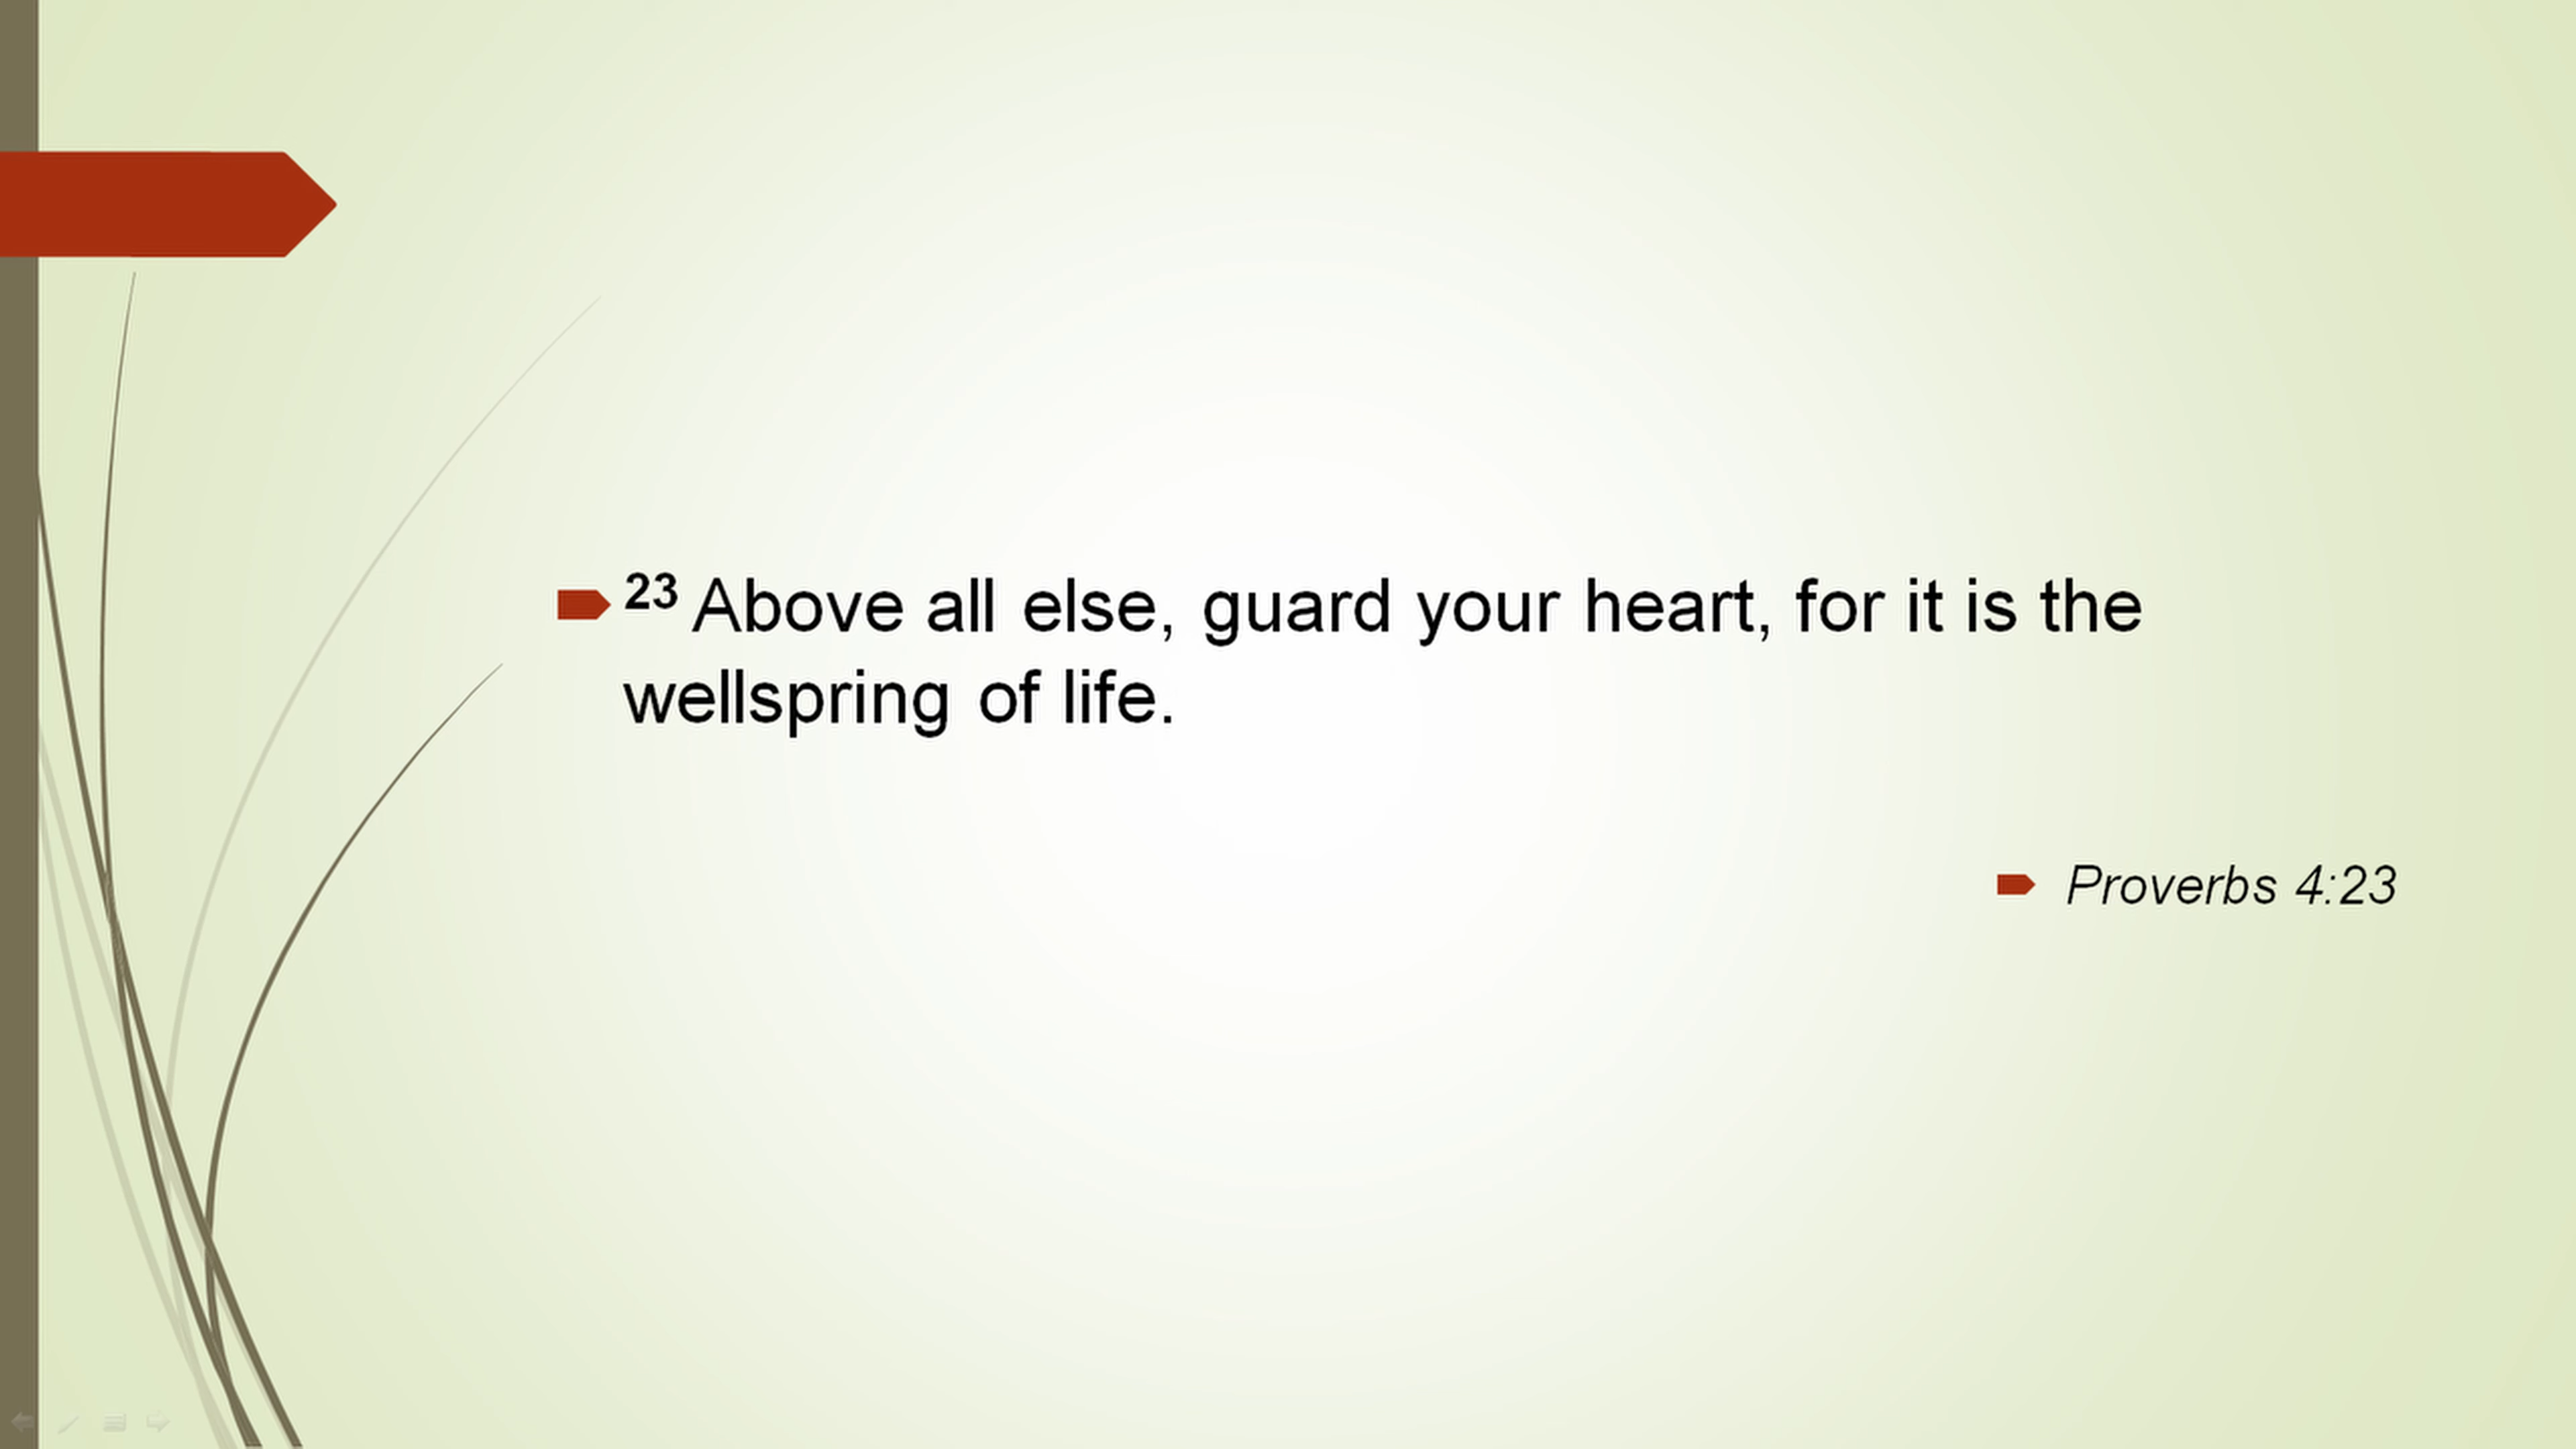 23 Above all else, guard your heart, for it is the
wellspring of life.
Proverbs 4:23